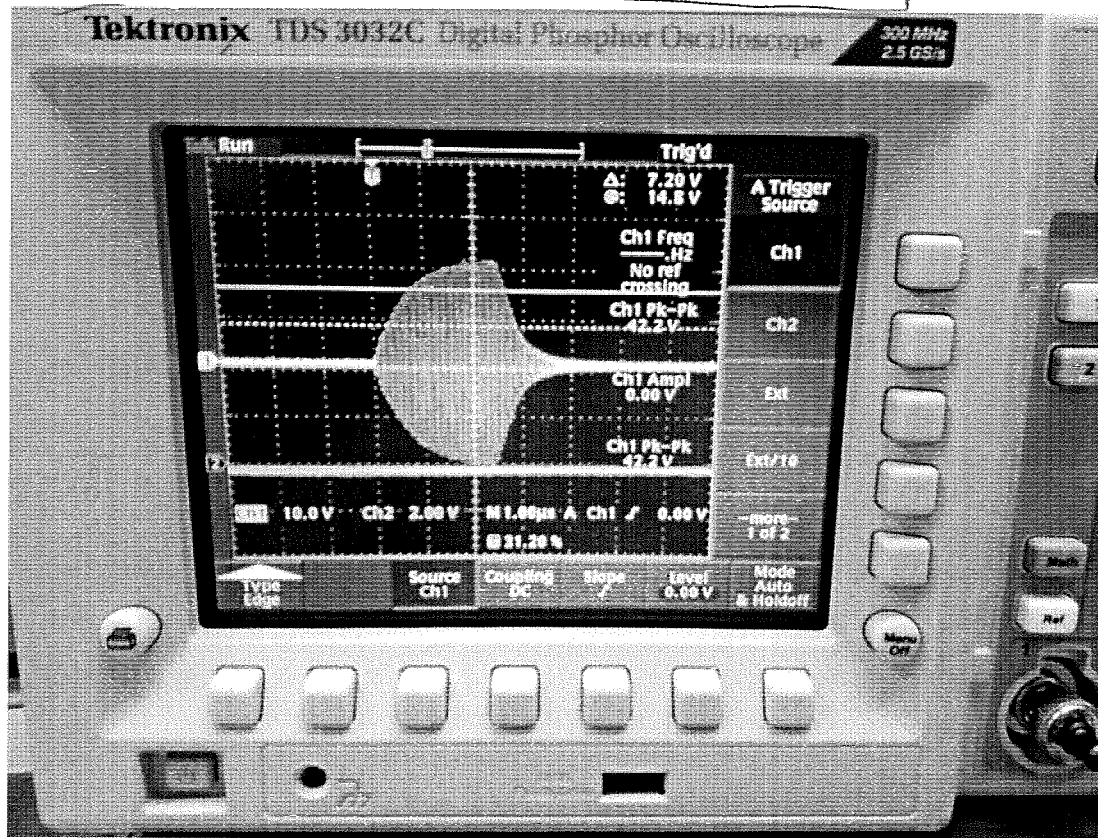 Tektronix TDS 3032C Digital Phosphor Oscilloscope
300 MHz
2.5 GS/s
Run
Trig'd
Δ: 7.20 V
@: 14.8 V
Ch1 Freq
——.Hz
No ref
crossing
Ch1 Pk-Pk
42.2 V
Ch1 Ampl
0.00 V
Ch1 Pk-Pk
42.2 V
10.0 V Ch2 2.00 V M 1.00µs A Ch1 0.00 V
31.20 %
A Trigger
Source
Ch1
Ch2
Ext
Ext/10
-more-
1 of 2
Type
Edge
Source
Ch1
Coupling
DC
Slope
Level
0.00 V
Mode
Auto
& Holdoff
Menu
Off
Math
Ref
2